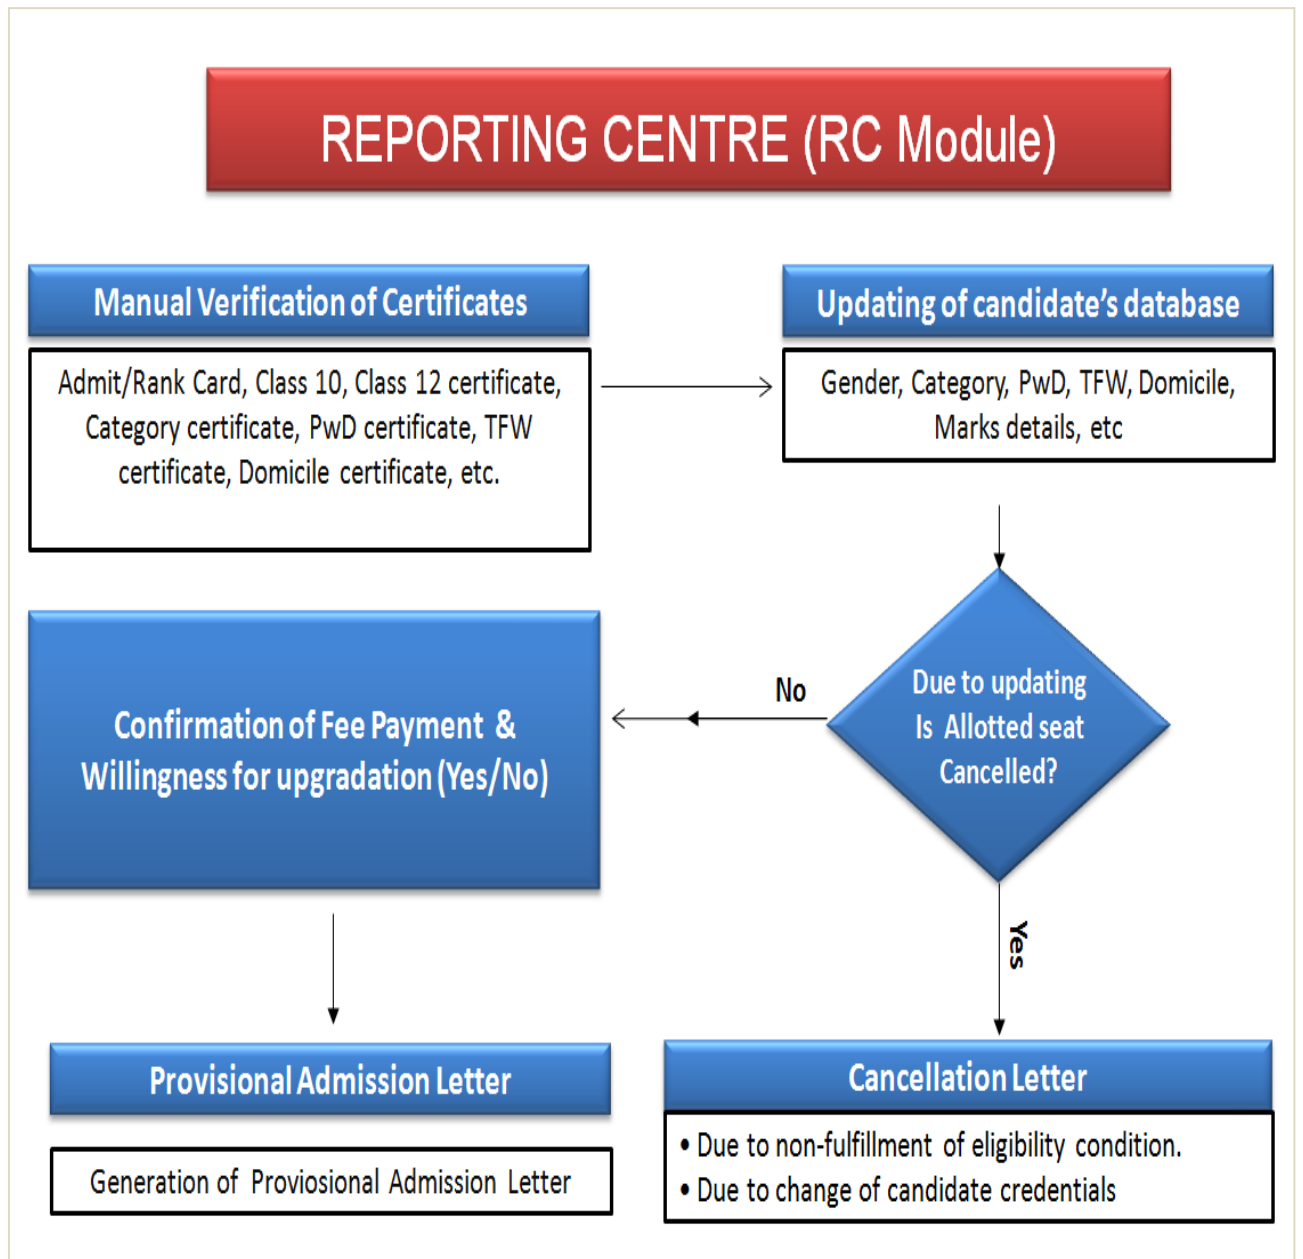 REPORTING CENTRE (RC Module)
Manual Verification of Certificates
Admit/Rank Card, Class 10, Class 12 certificate,
Category certificate, PwD certificate, TFW
certificate, Domicile certificate, etc.
Updating of candidate's database
Gender, Category, PwD, TFW, Domicile,
Marks details, etc
Due to updating
Is Allotted seat
Cancelled?
No
Confirmation of Fee Payment &
Willingness for upgradation (Yes/No)
Yes
Provisional Admission Letter
Generation of Proviosional Admission Letter
Cancellation Letter
• Due to non-fulfillment of eligibility condition.
• Due to change of candidate credentials